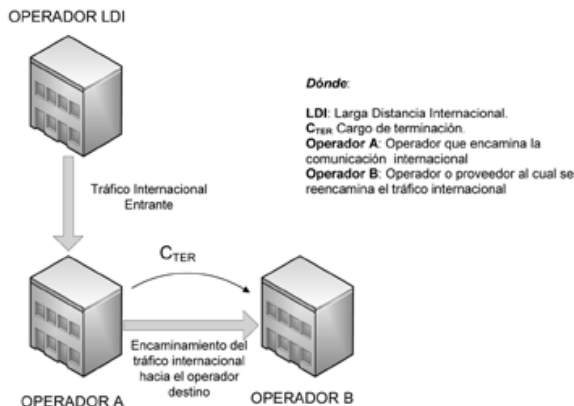 OPERADOR LDI
Dónde:
LDI: Larga Distancia Internacional.
CTER Cargo de terminación.
Operador A: Operador que encamina la
comunicación internacional
Operador B: Operador o proveedor al cual se
reencamina el tráfico internacional
Tráfico Internacional
Entrante
CTER
Encaminamiento del
tráfico internacional
hacia el operador
destino
OPERADOR A
OPERADOR B